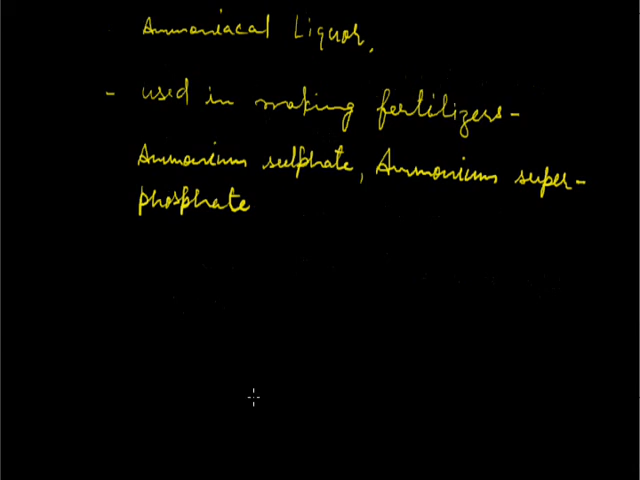 Ammoniacal Liquor,
- used in making fertilizers -
Ammonium sulphate, Ammonium super-
phosphate